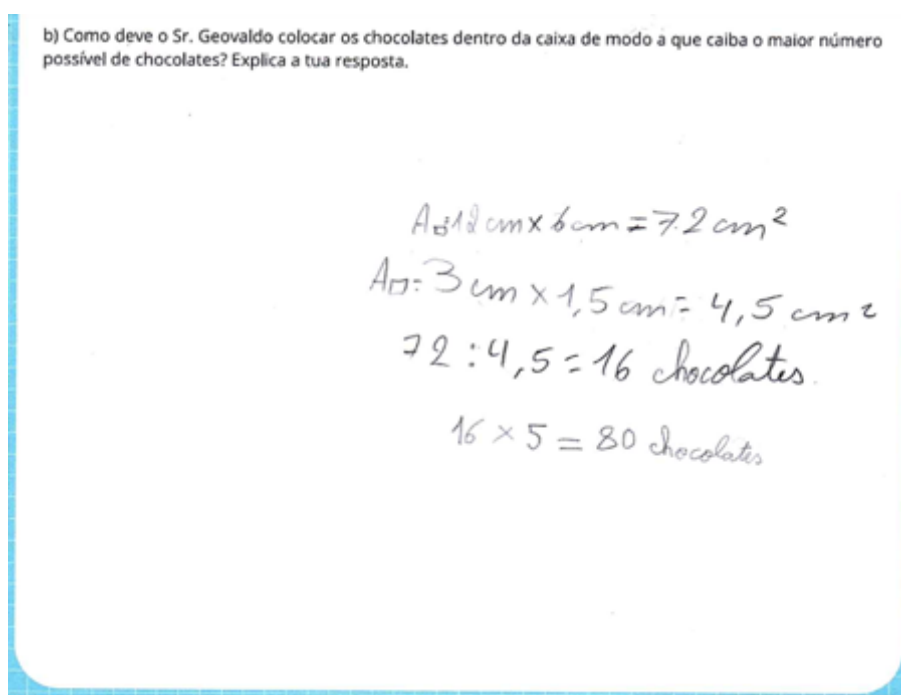 b) Como deve o Sr. Geovaldo colocar os chocolates dentro da caixa de modo a que caiba o maior número
possível de chocolates? Explica a tua resposta.
A▭=12 cm x 6 cm = 72 cm²
A▭= 3 cm x 1,5 cm = 4,5 cm²
72 : 4,5 = 16 chocolates.
16 x 5 = 80 chocolates